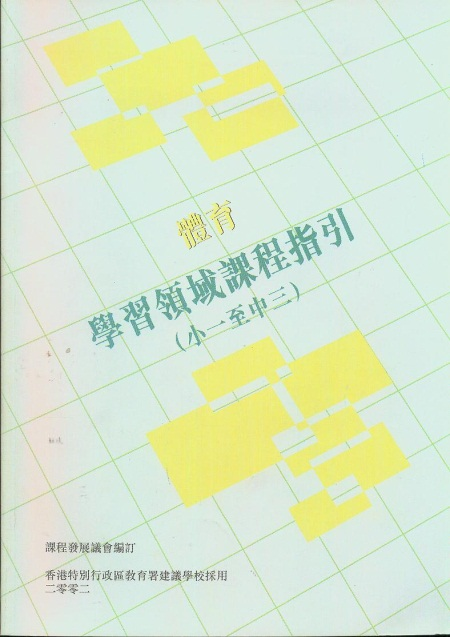 體育
學習領域課程指引
(小一至中三)
課程發展議會編訂
香港特別行政區教育署建議學校採用
二零零二